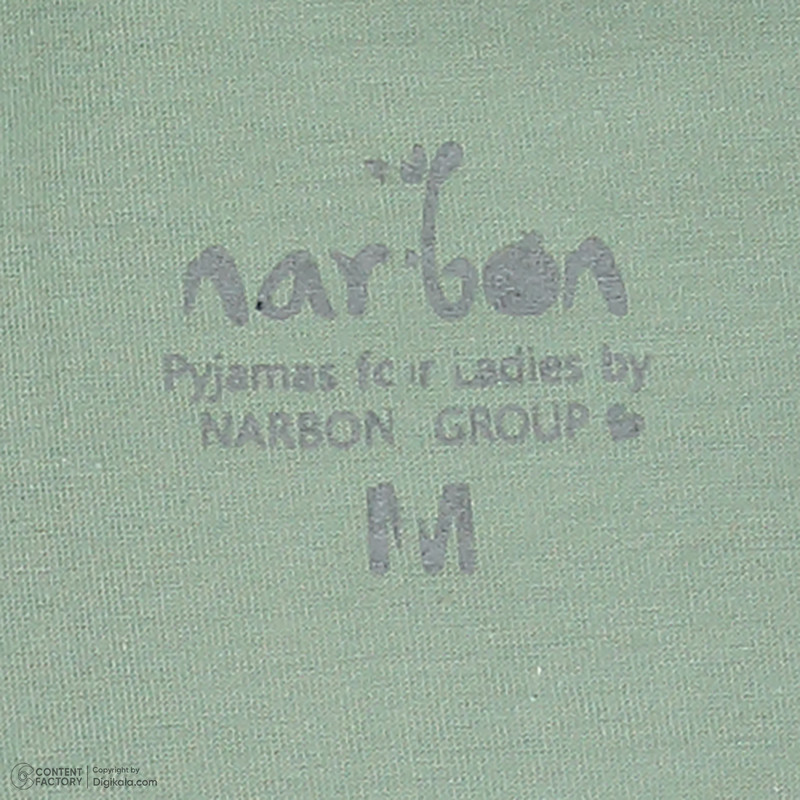 narbon
Pyjamas for Ladies by
NARBON GROUP
M
CONTENT FACTORY
Copyright by
Digikala.com